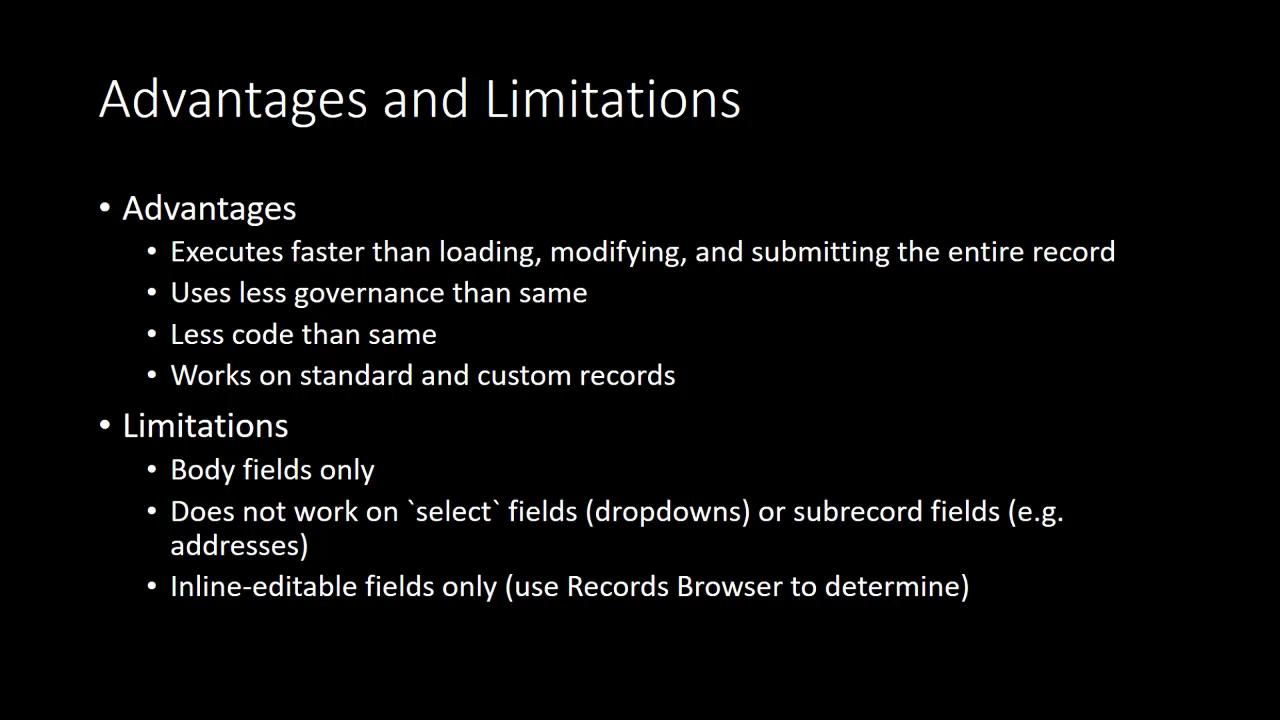 Advantages and Limitations
• Advantages
• Executes faster than loading, modifying, and submitting the entire record
• Uses less governance than same
• Less code than same
• Works on standard and custom records
• Limitations
• Body fields only
• Does not work on `select` fields (dropdowns) or subrecord fields (e.g.
addresses)
• Inline-editable fields only (use Records Browser to determine)